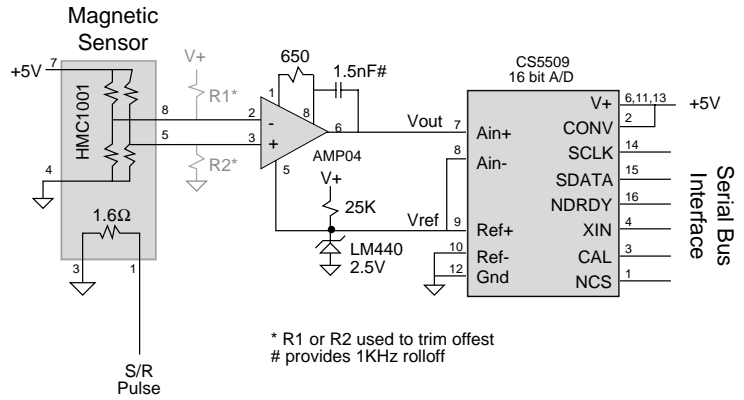 Magnetic
Sensor
7
+5V
HMC1001
8
5
4
1.6Ω
3
1
S/R
Pulse
V+
R1*
R2*
650
1.5nF#
1
8
2
-
3
+
6
AMP04
5
V+
25K
LM440
2.5V
Vout
Vref
CS5509
16 bit A/D
7
Ain+
8
Ain-
9
Ref+
10
Ref-
12
Gnd
V+
6,11,13
+5V
CONV
2
SCLK
14
SDATA
15
NDRDY
16
XIN
4
CAL
3
NCS
1
Serial Bus
Interface
* R1 or R2 used to trim offest
# provides 1KHz rolloff